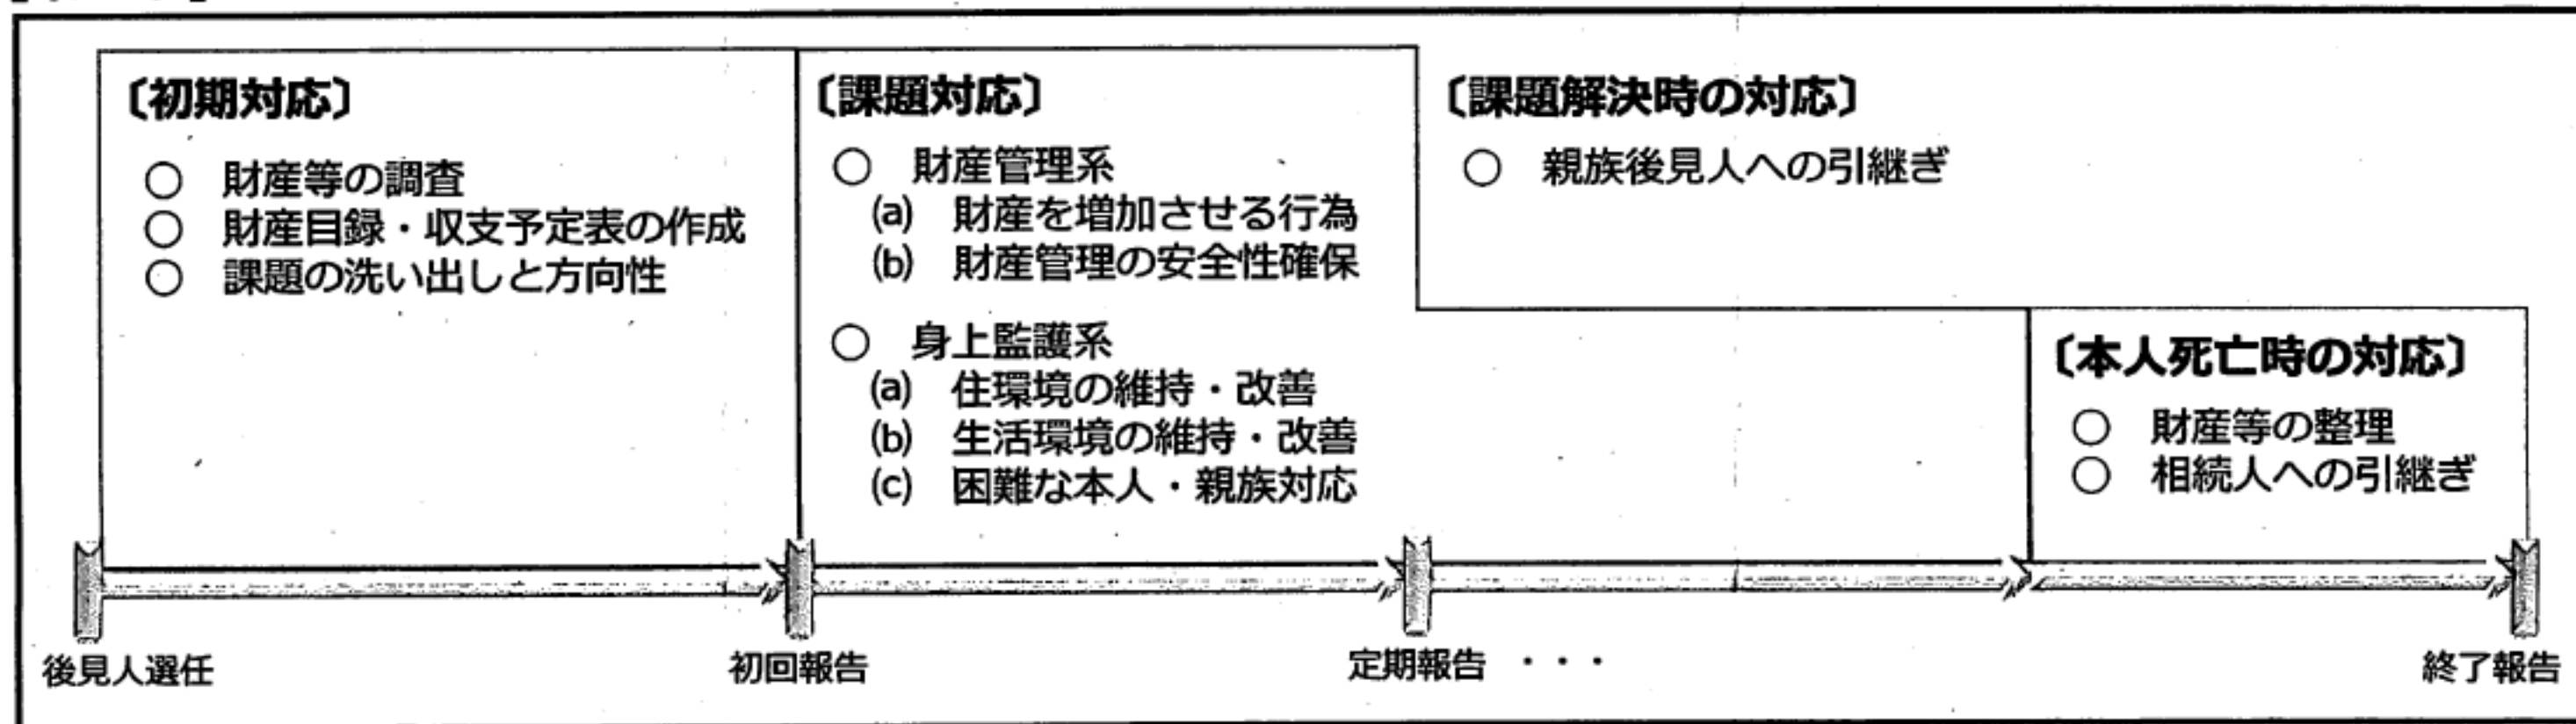 〔初期対応〕
○ 財産等の調査
○ 財産目録・収支予定表の作成
○ 課題の洗い出しと方向性
〔課題対応〕
○ 財産管理系
(a) 財産を増加させる行為
(b) 財産管理の安全性確保
○ 身上監護系
(a) 住環境の維持・改善
(b) 生活環境の維持・改善
(c) 困難な本人・親族対応
〔課題解決時の対応〕
○ 親族後見人への引継ぎ
〔本人死亡時の対応〕
○ 財産等の整理
○ 相続人への引継ぎ
後見人選任
初回報告
定期報告 ・・・
終了報告